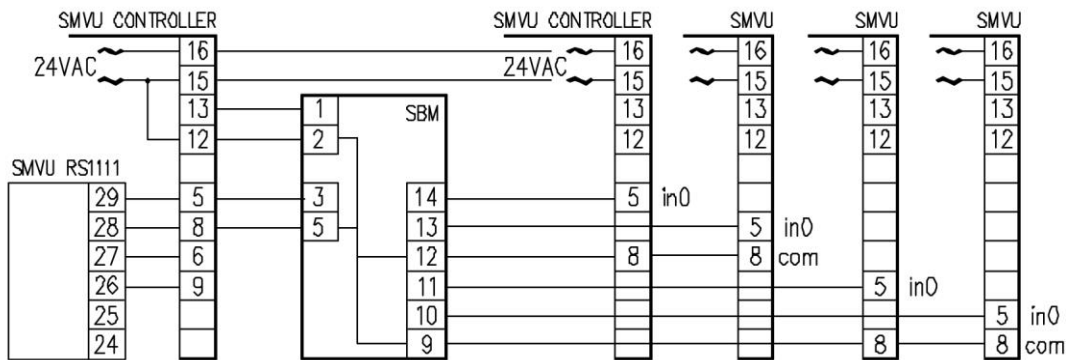 SMVU CONTROLLER SMVU CONTROLLER SMVU SMVU SMVU
16 16 16 16 16
24VAC 15 24VAC 15 15 15 15
13 1 SBM 13 13 13 13
12 2 12 12 12 12
SMVU RS1111
29 5 3 14 5 in0
28 8 5 13 5 in0
27 6 12 8 8 com
26 9 11 5 in0
25 10 5 in0
24 9 8 8 com